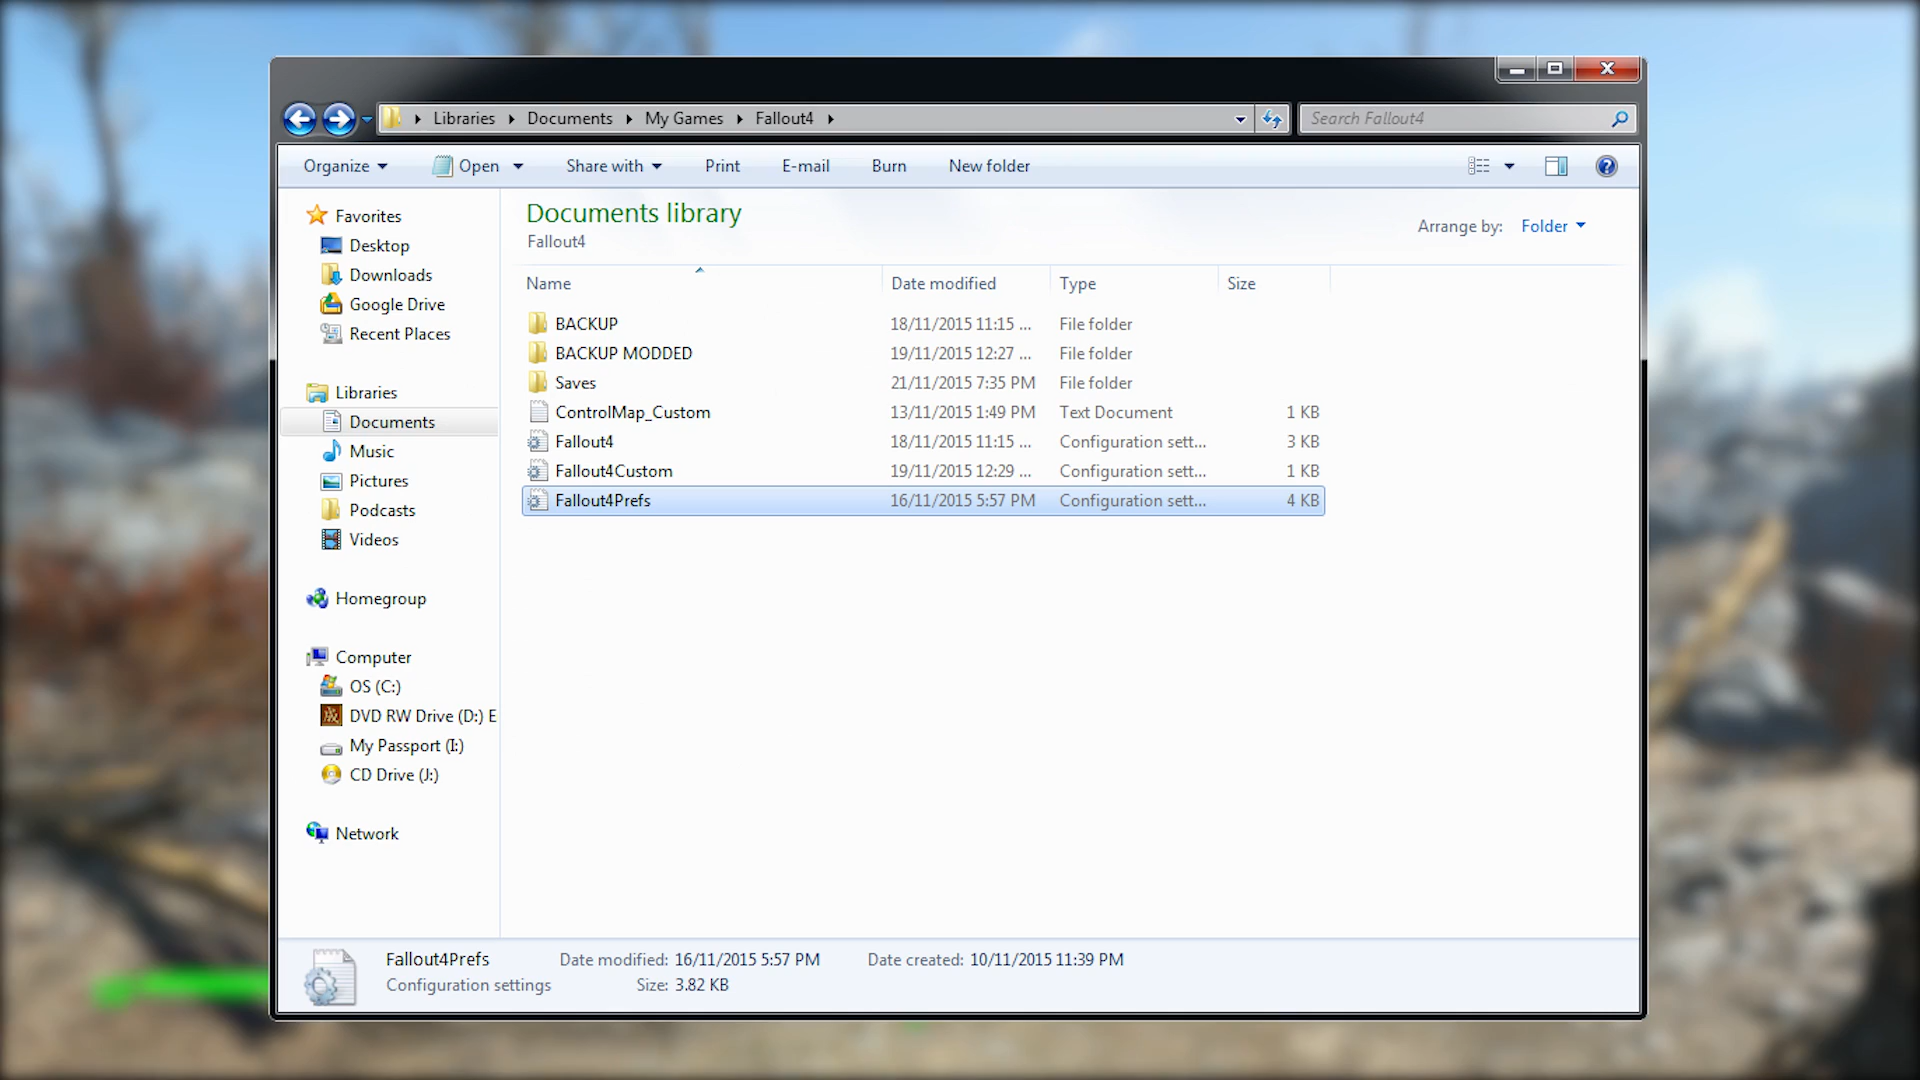 Libraries Documents My Games Fallout4
Search Fallout4
Organize Open Share with Print E-mail Burn New folder
Favorites
Desktop
Downloads
Google Drive
Recent Places
Libraries
Documents
Music
Pictures
Podcasts
Videos
Homegroup
Computer
OS (C:)
DVD RW Drive (D:) E
My Passport (I:)
CD Drive (J:)
Network
Documents library
Fallout4
Arrange by: Folder
Name Date modified Type Size
BACKUP 18/11/2015 11:15 ... File folder
BACKUP MODDED 19/11/2015 12:27 ... File folder
Saves 21/11/2015 7:35 PM File folder
ControlMap_Custom 13/11/2015 1:49 PM Text Document 1 KB
Fallout4 18/11/2015 11:15 ... Configuration sett... 3 KB
Fallout4Custom 19/11/2015 12:29 ... Configuration sett... 1 KB
Fallout4Prefs 16/11/2015 5:57 PM Configuration sett... 4 KB
Fallout4Prefs Date modified: 16/11/2015 5:57 PM Date created: 10/11/2015 11:39 PM
Configuration settings Size: 3.82 KB